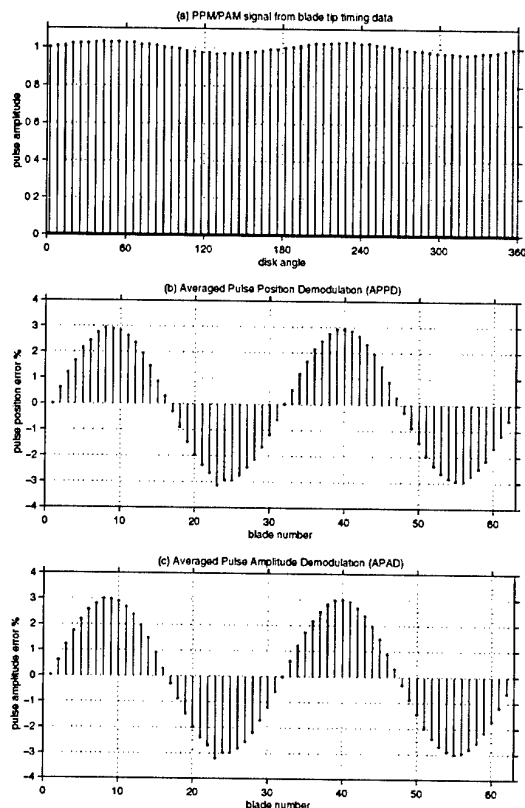 (a) PPM/PAM signal from blade tip timing data
pulse amplitude
1
0 8
0 6
0 4
0 2
0
0 60 120 180 240 300 360
disk angle
(b) Averaged Pulse Position Demodulation (APPD)
pulse position error %
4
3
2
1
0
−1
−2
−3
−4
0 10 20 30 40 50 60
blade number
(c) Averaged Pulse Amplitude Demodulation (APAD)
pulse amplitude error %
4
3
2
1
0
−1
−2
−3
−4
0 10 20 30 40 50 60
blade number